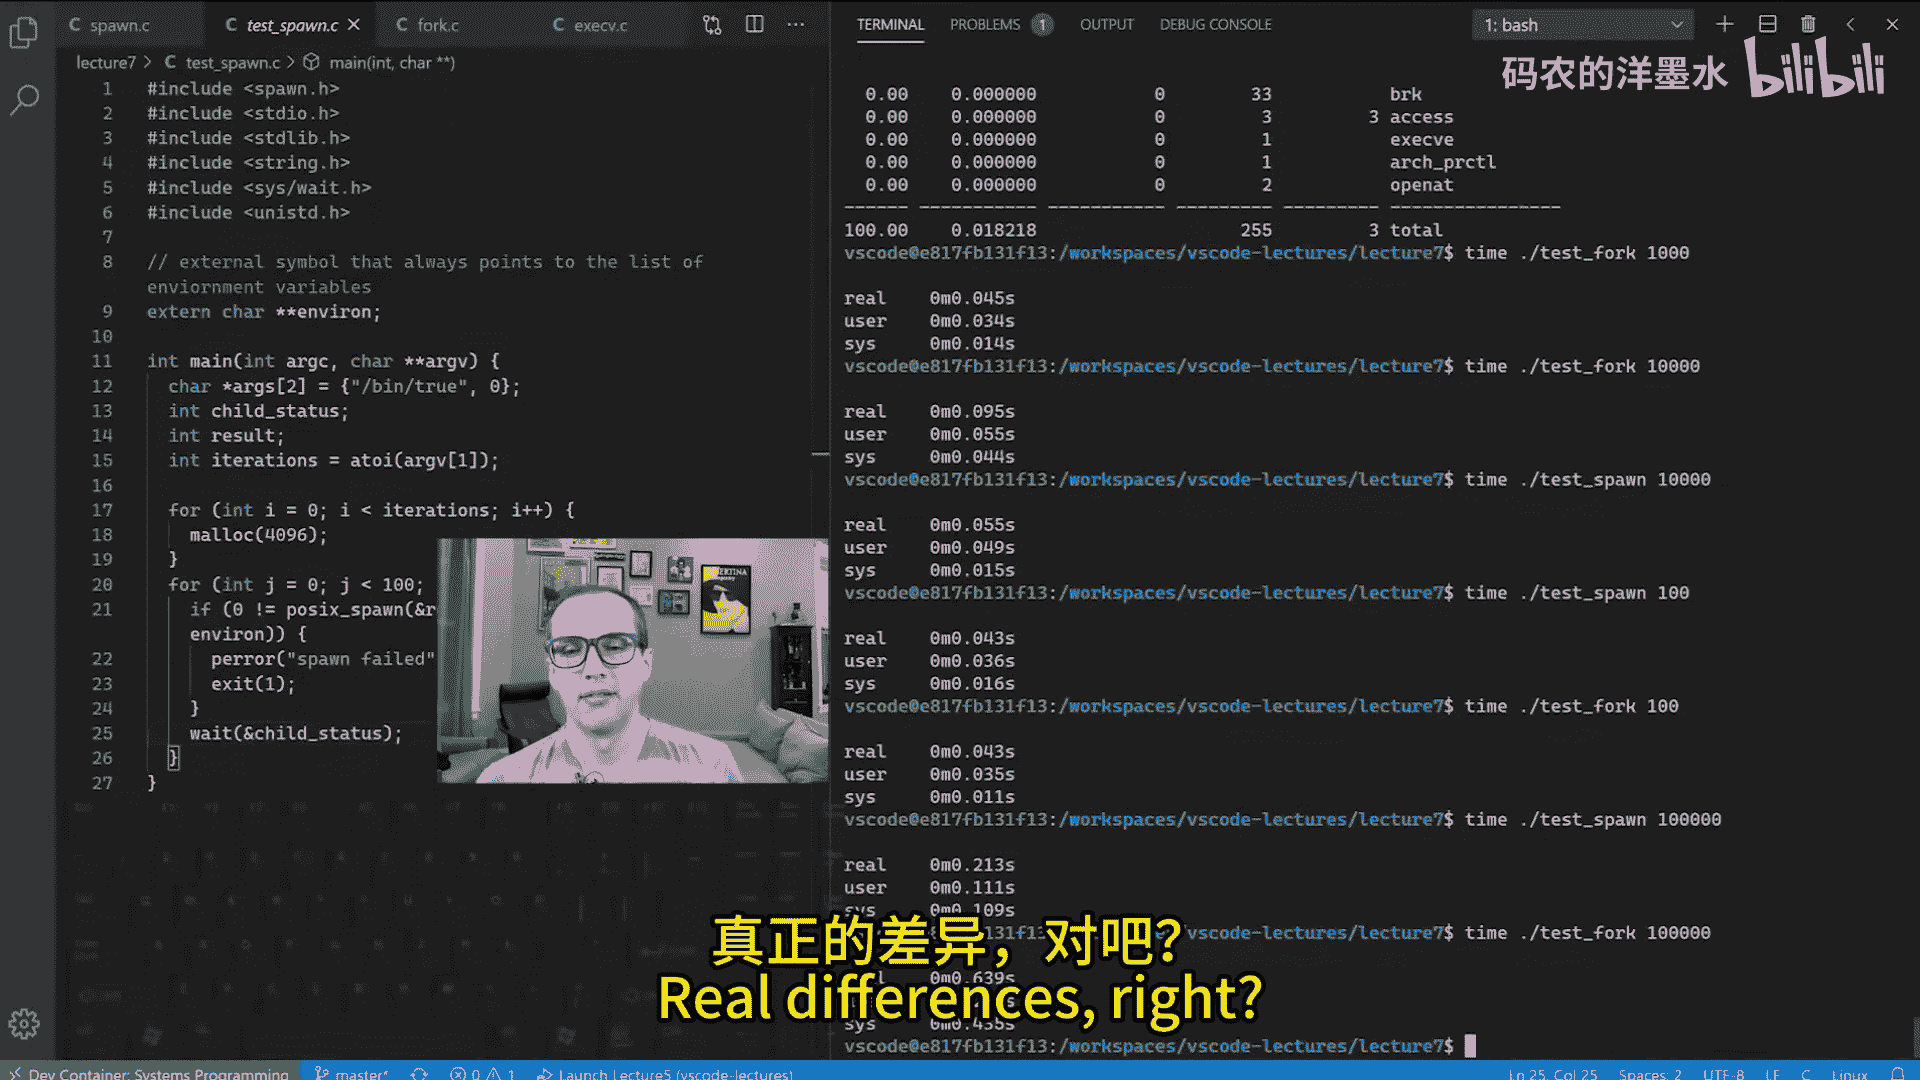 spawn.c
test_spawn.c
fork.c
execv.c
lecture7 > C test_spawn.c > main(int, char **)
1 #include <spawn.h>
2 #include <stdio.h>
3 #include <stdlib.h>
4 #include <string.h>
5 #include <sys/wait.h>
6 #include <unistd.h>
7
8 // external symbol that always points to the list of
enviornment variables
9 extern char **environ;
10
11 int main(int argc, char **argv) {
12 char *args[2] = {"/bin/true", 0};
13 int child_status;
14 int result;
15 int iterations = atoi(argv[1]);
16
17 for (int i = 0; i < iterations; i++) {
18 malloc(4096);
19 }
20 for (int j = 0; j < 100;
21 if (0 != posix_spawn(&r
environ)) {
22 perror("spawn failed"
23 exit(1);
24 }
25 wait(&child_status);
26 }
27 }
TERMINAL PROBLEMS 1 OUTPUT DEBUG CONSOLE
1: bash
码农的洋墨水 bilibili
0.00 0.000000 0 33 brk
0.00 0.000000 0 3 3 access
0.00 0.000000 0 1 execve
0.00 0.000000 0 1 arch_prctl
0.00 0.000000 0 2 openat
------ ----------- ----------- --------- --------- ----------------
100.00 0.018218 255 3 total
vscode@e817fb131f13:/workspaces/vscode-lectures/lecture7$ time ./test_fork 1000
real 0m0.045s
user 0m0.034s
sys 0m0.014s
vscode@e817fb131f13:/workspaces/vscode-lectures/lecture7$ time ./test_fork 10000
real 0m0.095s
user 0m0.055s
sys 0m0.044s
vscode@e817fb131f13:/workspaces/vscode-lectures/lecture7$ time ./test_spawn 10000
real 0m0.055s
user 0m0.049s
sys 0m0.015s
vscode@e817fb131f13:/workspaces/vscode-lectures/lecture7$ time ./test_spawn 100
real 0m0.043s
user 0m0.036s
sys 0m0.016s
vscode@e817fb131f13:/workspaces/vscode-lectures/lecture7$ time ./test_fork 100
real 0m0.043s
user 0m0.035s
sys 0m0.011s
vscode@e817fb131f13:/workspaces/vscode-lectures/lecture7$ time ./test_spawn 100000
real 0m0.213s
user 0m0.111s
sys 0m0.109s
vscode-lectures/lecture7$ time ./test_fork 100000
0m0.639s
sys 0m0.435s
vscode@e817fb131f13:/workspaces/vscode-lectures/lecture7$
真正的差异，对吧？
Real differences, right?
Dev Container: Systems Programming master* 0 1 Launch Lecture5 (vscode-lectures) Ln 25, Col 25 Spaces: 2 UTF-8 LF C Linux